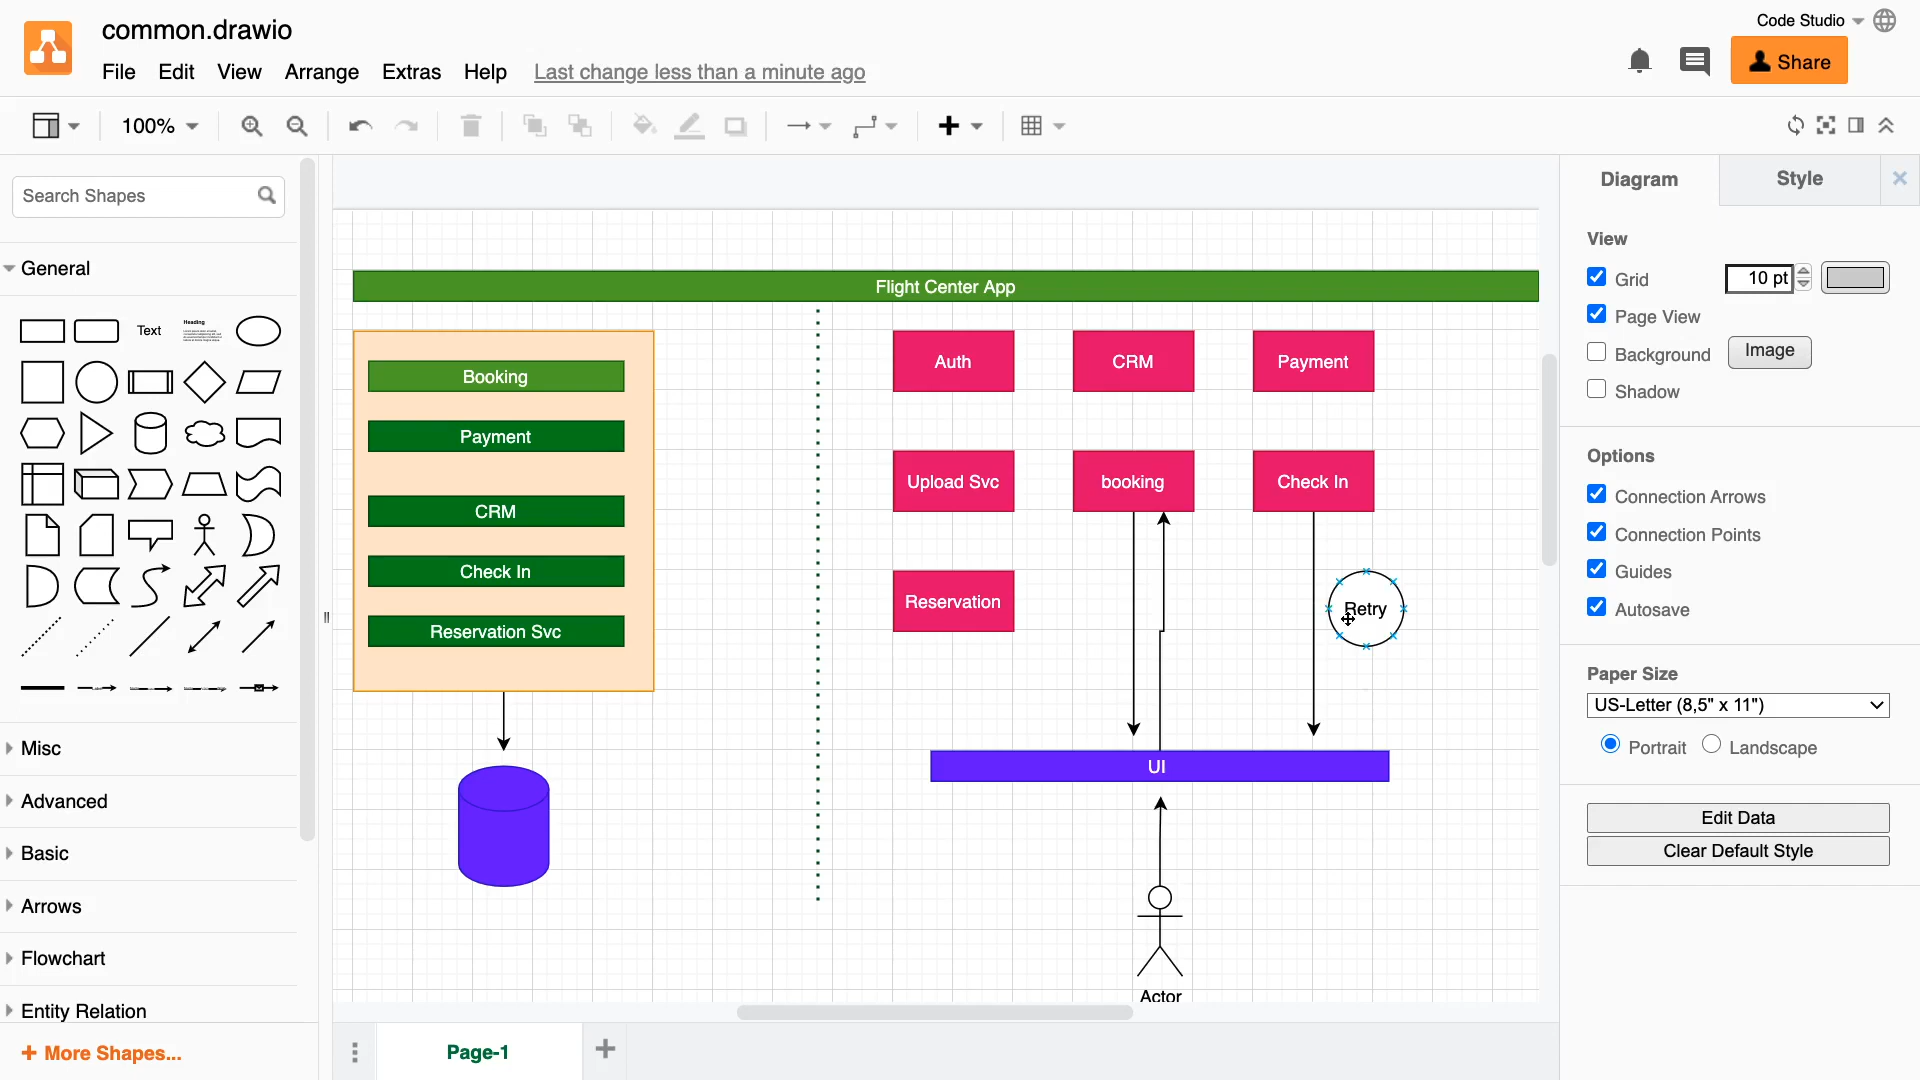 common.drawio
Code Studio
File Edit View Arrange Extras Help Last change less than a minute ago
Share
100%
Search Shapes
General
Text
Heading
Misc
Advanced
Basic
Arrows
Flowchart
Entity Relation
+ More Shapes...
Flight Center App
Booking
Payment
CRM
Check In
Reservation Svc
Auth
CRM
Payment
Upload Svc
booking
Check In
Reservation
Retry
UI
Actor
Page-1
Diagram
Style
View
Grid
10 pt
Page View
Background
Image
Shadow
Options
Connection Arrows
Connection Points
Guides
Autosave
Paper Size
US-Letter (8,5" x 11")
Portrait
Landscape
Edit Data
Clear Default Style